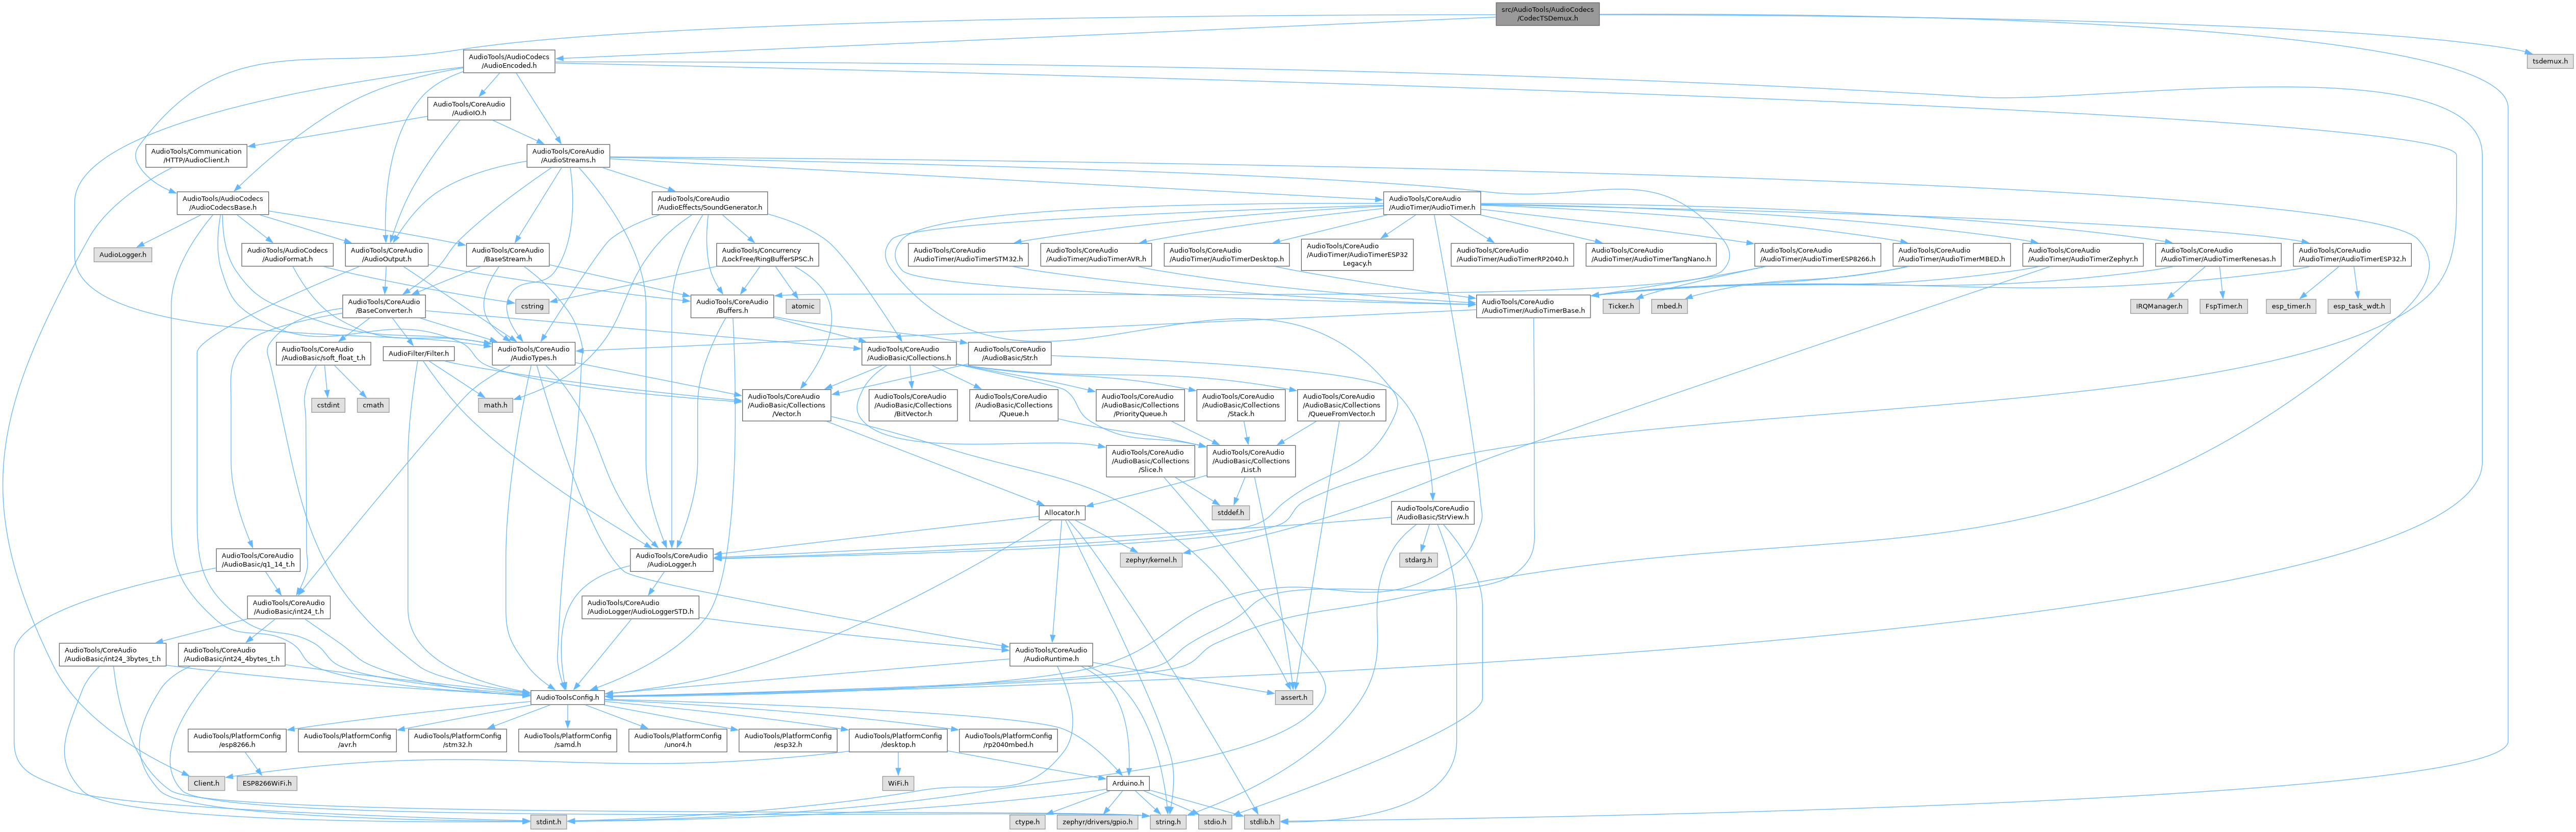 src/AudioTools/AudioCodecs
/CodecTSDemux.h
AudioTools/AudioCodecs
/AudioEncoded.h
tsdemux.h
AudioTools/CoreAudio
/AudioIO.h
AudioTools/Communication
/HTTP/AudioClient.h
AudioTools/CoreAudio
/AudioStreams.h
AudioTools/AudioCodecs
/AudioCodecsBase.h
AudioTools/CoreAudio
/AudioEffects/SoundGenerator.h
AudioTools/CoreAudio
/AudioTimer/AudioTimer.h
AudioLogger.h
AudioTools/AudioCodecs
/AudioFormat.h
AudioTools/CoreAudio
/AudioOutput.h
AudioTools/CoreAudio
/BaseStream.h
AudioTools/Concurrency
/LockFree/RingBufferSPSC.h
AudioTools/CoreAudio
/AudioTimer/AudioTimerSTM32.h
AudioTools/CoreAudio
/AudioTimer/AudioTimerAVR.h
AudioTools/CoreAudio
/AudioTimer/AudioTimerDesktop.h
AudioTools/CoreAudio
/AudioTimer/AudioTimerESP32
Legacy.h
AudioTools/CoreAudio
/AudioTimer/AudioTimerRP2040.h
AudioTools/CoreAudio
/AudioTimer/AudioTimerTangNano.h
AudioTools/CoreAudio
/AudioTimer/AudioTimerESP8266.h
AudioTools/CoreAudio
/AudioTimer/AudioTimerMBED.h
AudioTools/CoreAudio
/AudioTimer/AudioTimerZephyr.h
AudioTools/CoreAudio
/AudioTimer/AudioTimerRenesas.h
AudioTools/CoreAudio
/AudioTimer/AudioTimerESP32.h
AudioTools/CoreAudio
/BaseConverter.h
cstring
AudioTools/CoreAudio
/Buffers.h
atomic
AudioTools/CoreAudio
/AudioTimer/AudioTimerBase.h
Ticker.h
mbed.h
IRQManager.h
FspTimer.h
esp_timer.h
esp_task_wdt.h
AudioTools/CoreAudio
/AudioBasic/soft_float_t.h
AudioFilter/Filter.h
AudioTools/CoreAudio
/AudioTypes.h
AudioTools/CoreAudio
/AudioBasic/Collections.h
AudioTools/CoreAudio
/AudioBasic/Str.h
cstdint
cmath
math.h
AudioTools/CoreAudio
/AudioBasic/Collections
/Vector.h
AudioTools/CoreAudio
/AudioBasic/Collections
/BitVector.h
AudioTools/CoreAudio
/AudioBasic/Collections
/Queue.h
AudioTools/CoreAudio
/AudioBasic/Collections
/PriorityQueue.h
AudioTools/CoreAudio
/AudioBasic/Collections
/Stack.h
AudioTools/CoreAudio
/AudioBasic/Collections
/QueueFromVector.h
AudioTools/CoreAudio
/AudioBasic/Collections
/Slice.h
AudioTools/CoreAudio
/AudioBasic/Collections
/List.h
Allocator.h
stddef.h
AudioTools/CoreAudio
/AudioBasic/StrView.h
AudioTools/CoreAudio
/AudioBasic/q1_14_t.h
AudioTools/CoreAudio
/AudioLogger.h
zephyr/kernel.h
stdarg.h
AudioTools/CoreAudio
/AudioBasic/int24_t.h
AudioTools/CoreAudio
/AudioLogger/AudioLoggerSTD.h
AudioTools/CoreAudio
/AudioBasic/int24_3bytes_t.h
AudioTools/CoreAudio
/AudioBasic/int24_4bytes_t.h
AudioTools/CoreAudio
/AudioRuntime.h
AudioToolsConfig.h
assert.h
AudioTools/PlatformConfig
/esp8266.h
AudioTools/PlatformConfig
/avr.h
AudioTools/PlatformConfig
/stm32.h
AudioTools/PlatformConfig
/samd.h
AudioTools/PlatformConfig
/unor4.h
AudioTools/PlatformConfig
/esp32.h
AudioTools/PlatformConfig
/desktop.h
AudioTools/PlatformConfig
/rp2040mbed.h
Client.h
ESP8266WiFi.h
WiFi.h
Arduino.h
stdint.h
ctype.h
zephyr/drivers/gpio.h
string.h
stdio.h
stdlib.h